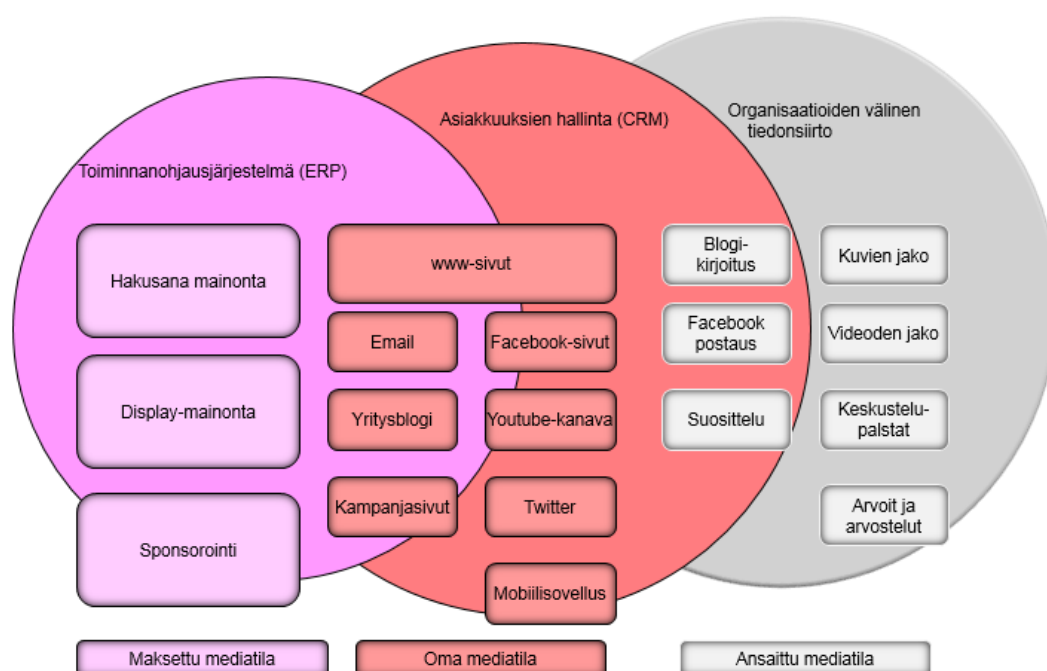 Organisaatioiden välinen
tiedonsiirto
Asiakkuuksien hallinta (CRM)
Toiminnanohjausjärjestelmä (ERP)
Hakusana mainonta
Display-mainonta
Sponsorointi
www-sivut
Email
Facebook-sivut
Yritysblogi
Youtube-kanava
Kampanjasivut
Twitter
Mobiilisovellus
Blogi-
kirjoitus
Kuvien jako
Facebook
postaus
Videoden jako
Suosittelu
Keskustelu-
palstat
Arvoit ja
arvostelut
Maksettu mediatila
Oma mediatila
Ansaittu mediatila